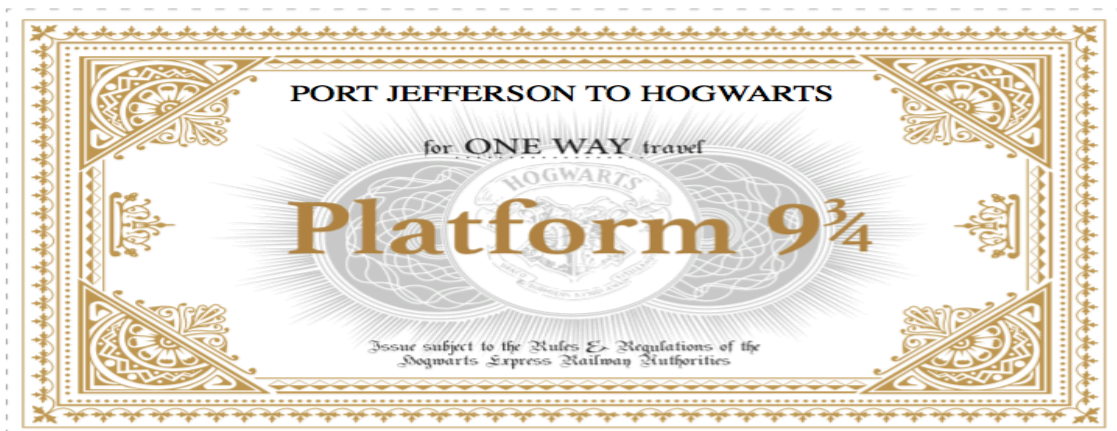 PORT JEFFERSON TO HOGWARTS
for ONE WAY travel
HOGWARTS
Platform 9¾
Issue subject to the Rules & Regulations of the
Hogwarts Express Railway Authorities